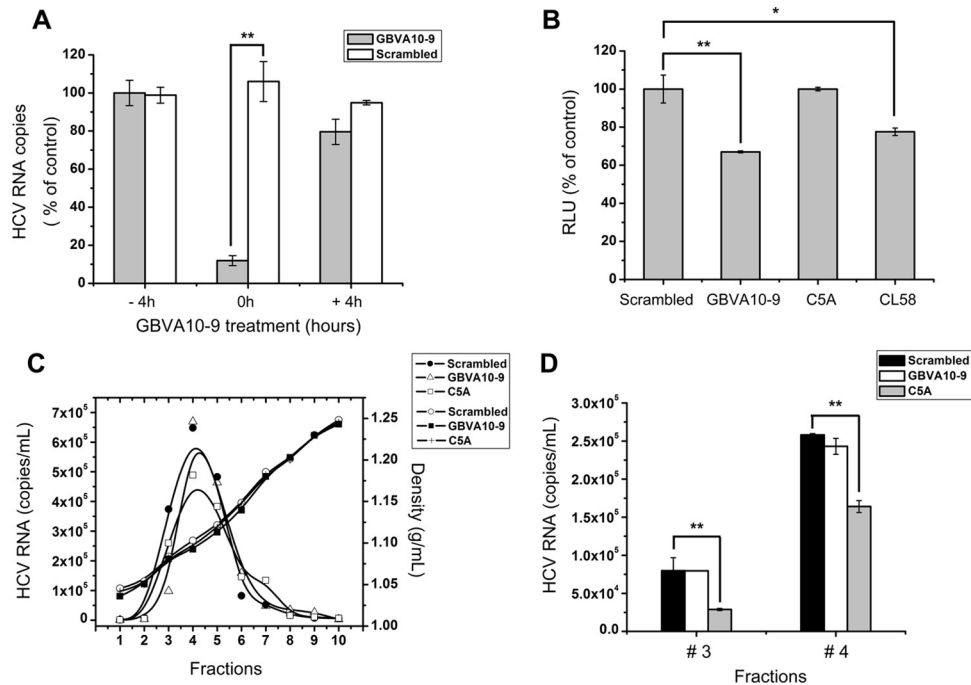 A
GBVA10-9
Scrambled
**
120
100
80
60
40
20
0
HCV RNA copies
( % of control)
- 4h
0h
+ 4h
GBVA10-9 treatment (hours)
B
*
**
120
100
80
60
40
20
0
RLU (% of control)
Scrambled
GBVA10-9
C5A
CL58
C
Scrambled
GBVA10-9
C5A
Scrambled
GBVA10-9
C5A
7x10⁵
6x10⁵
5x10⁵
4x10⁵
3x10⁵
2x10⁵
1x10⁵
0
HCV RNA (copies/mL)
1.25
1.20
1.15
1.10
1.05
1.00
Density (g/mL)
1 2 3 4 5 6 7 8 9 10
Fractions
D
Scrambled
GBVA10-9
C5A
**
**
3.0x10⁵
2.5x10⁵
2.0x10⁵
1.5x10⁵
1.0x10⁵
5.0x10⁴
0.0
HCV RNA (copies/mL)
# 3
# 4
Fractions